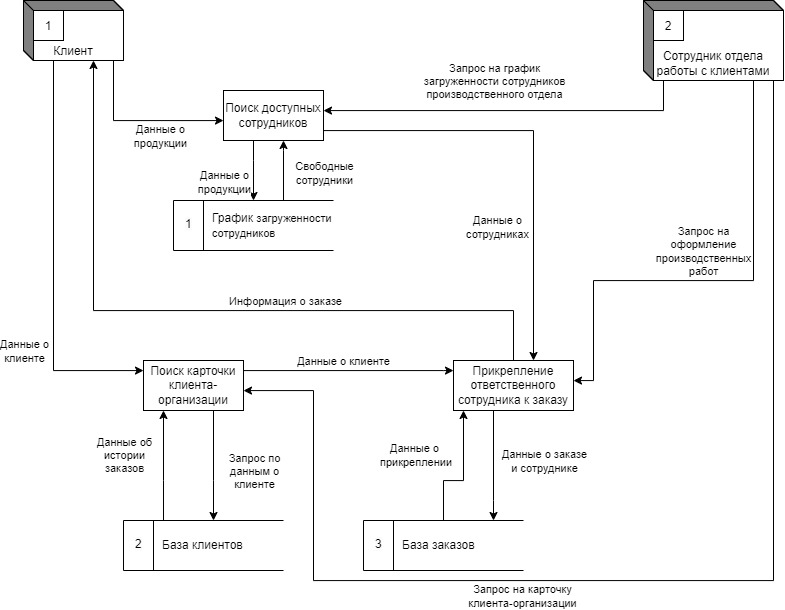 1
Клиент
2
Сотрудник отдела
работы с клиентами
Запрос на график
загруженности сотрудников
производственного отдела
Поиск доступных
сотрудников
Данные о
продукции
Данные о
продукции
Свободные
сотрудники
1
График загруженности
сотрудников
Данные о
сотрудниках
Запрос на
оформление
производственных
работ
Информация о заказе
Данные о
клиенте
Поиск карточки
клиента-
организации
Данные о клиенте
Прикрепление
ответственного
сотрудника к заказу
Данные об
истории
заказов
Запрос по
данным о
клиенте
Данные о
прикреплении
Данные о заказе
и сотруднике
2
База клиентов
3
База заказов
Запрос на карточку
клиента-организации